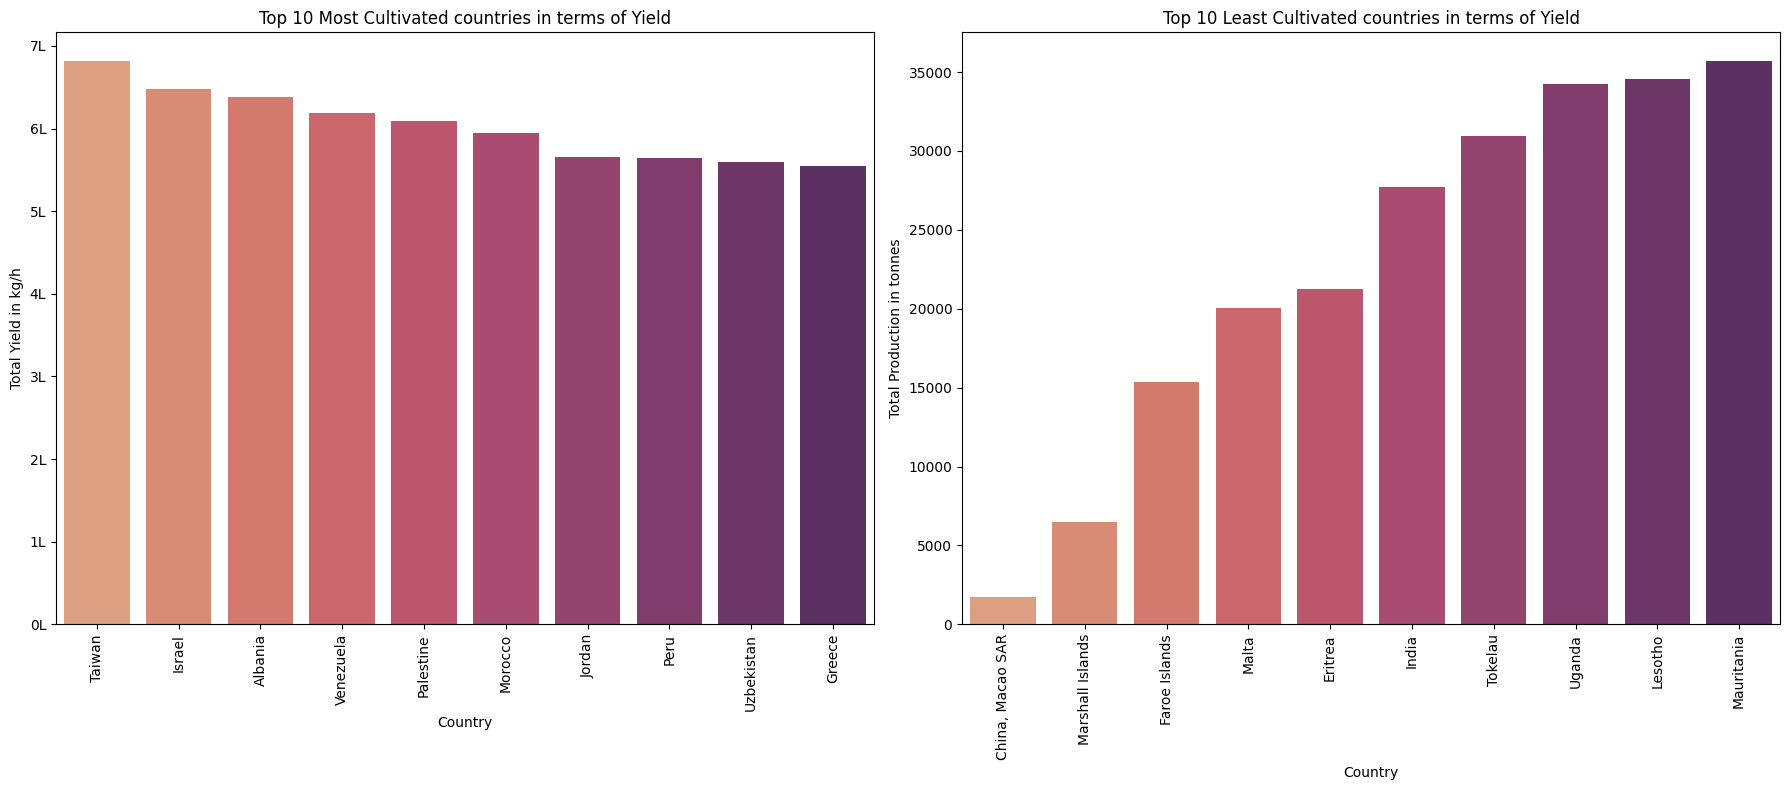 Top 10 Most Cultivated countries in terms of Yield
Total Yield in kg/h
7L
6L
5L
4L
3L
2L
1L
0L
Taiwan
Israel
Albania
Venezuela
Palestine
Morocco
Jordan
Peru
Uzbekistan
Greece
Country
Top 10 Least Cultivated countries in terms of Yield
Total Production in tonnes
35000
30000
25000
20000
15000
10000
5000
0
China, Macao SAR
Marshall Islands
Faroe Islands
Malta
Eritrea
India
Tokelau
Uganda
Lesotho
Mauritania
Country